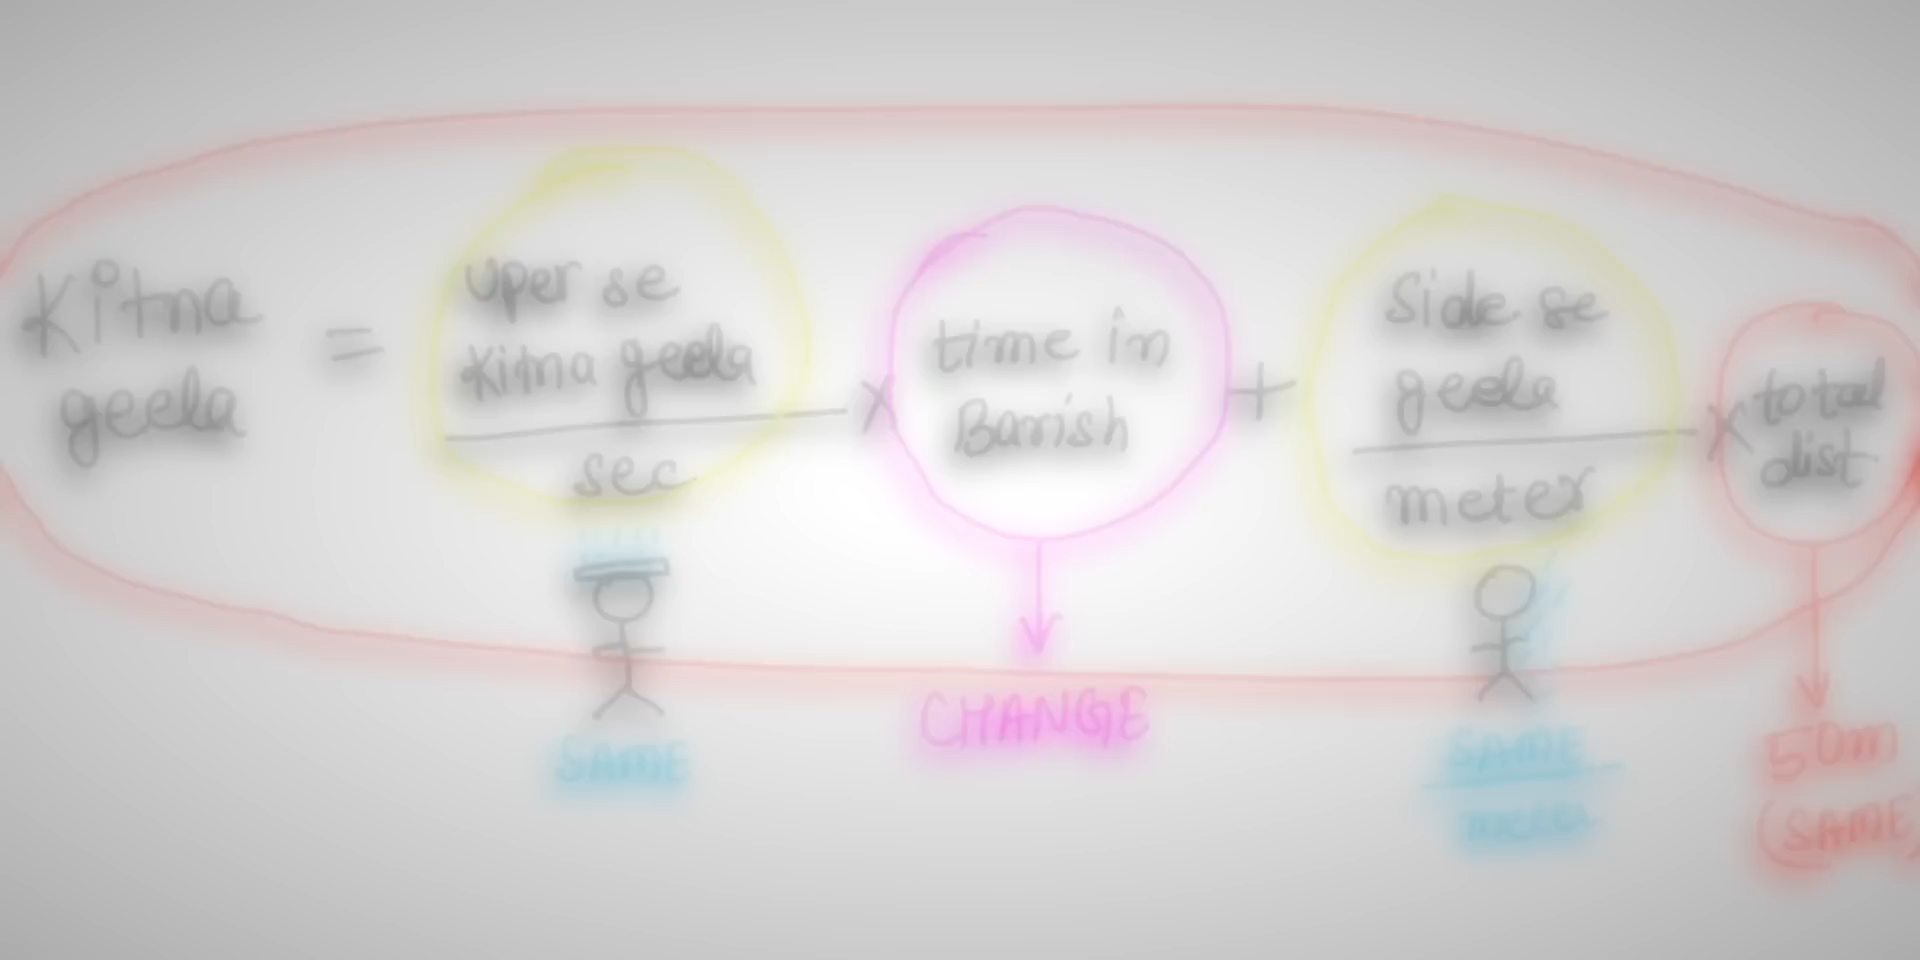 Kitna
geela
=
Uper se
Kitna geela
sec
×
time in
Barish
+
Side se
geela
meter
×
total
dist
SAME
CHANGE
SAME
meter
50m
(SAME)